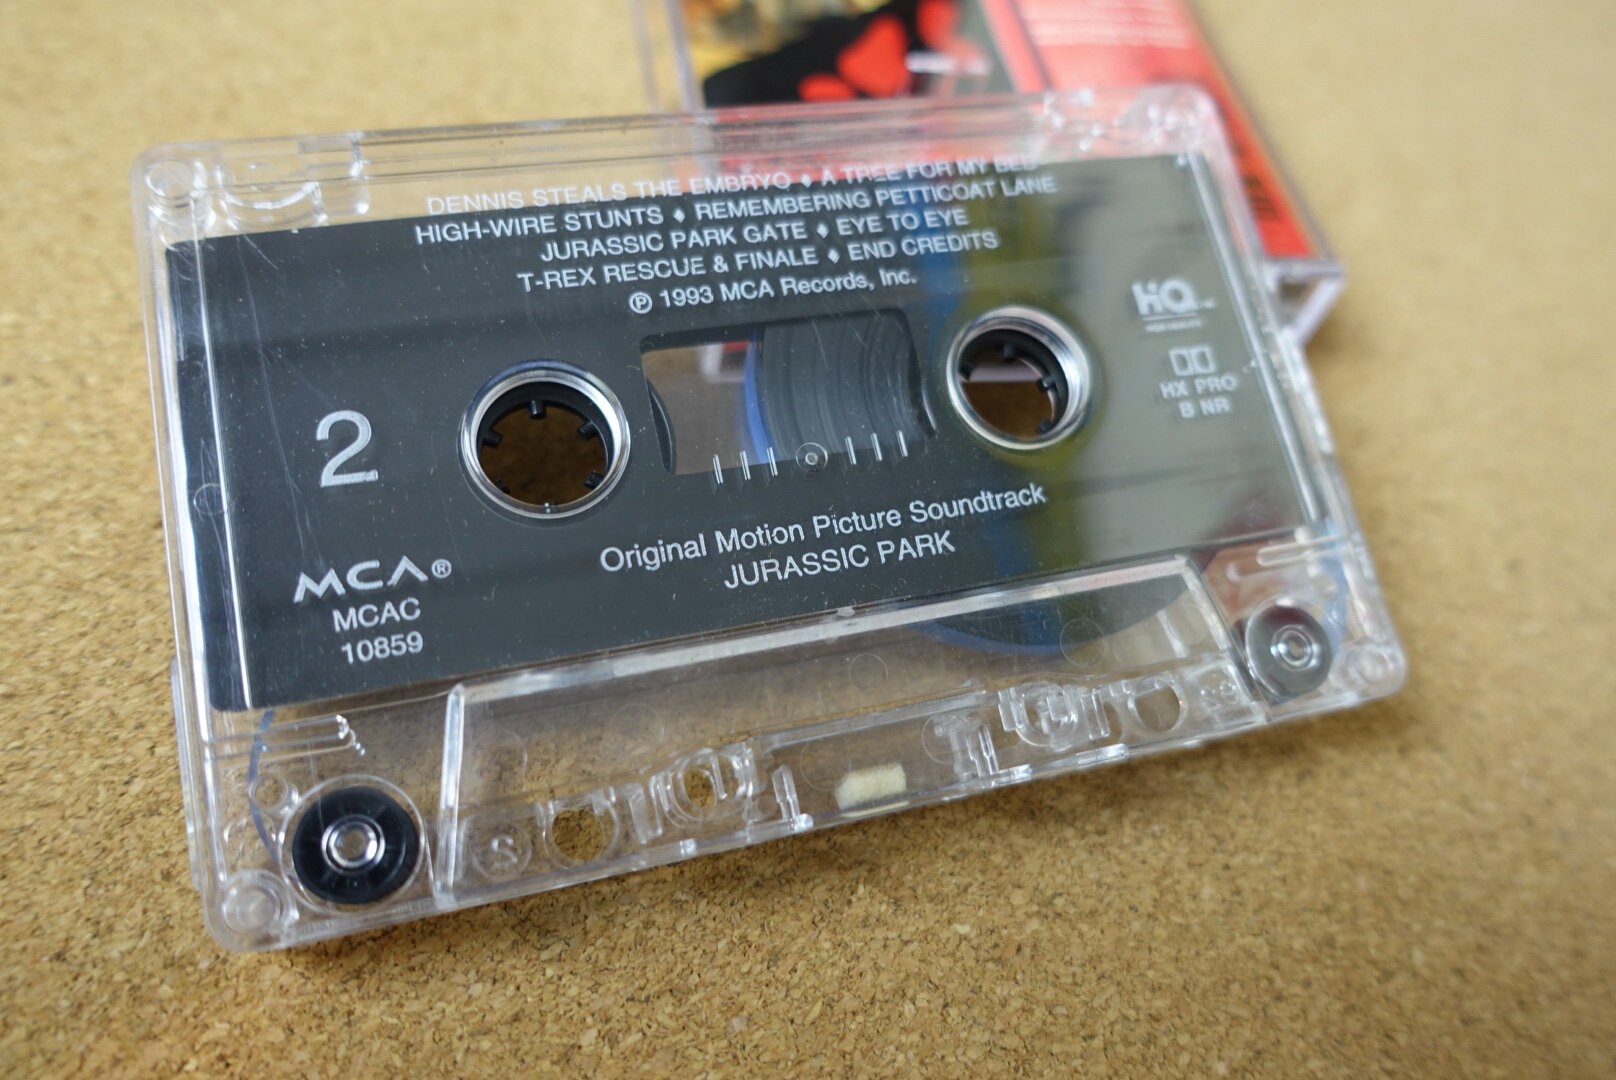 DENNIS STEALS THE EMBRYO ♦ A TREE FOR MY BED
HIGH-WIRE STUNTS ♦ REMEMBERING PETTICOAT LANE
JURASSIC PARK GATE ♦ EYE TO EYE
T-REX RESCUE & FINALE ♦ END CREDITS
℗ 1993 MCA Records, Inc.
HQ
HX PRO
B NR
2
Original Motion Picture Soundtrack
JURASSIC PARK
MCA®
MCAC
10859